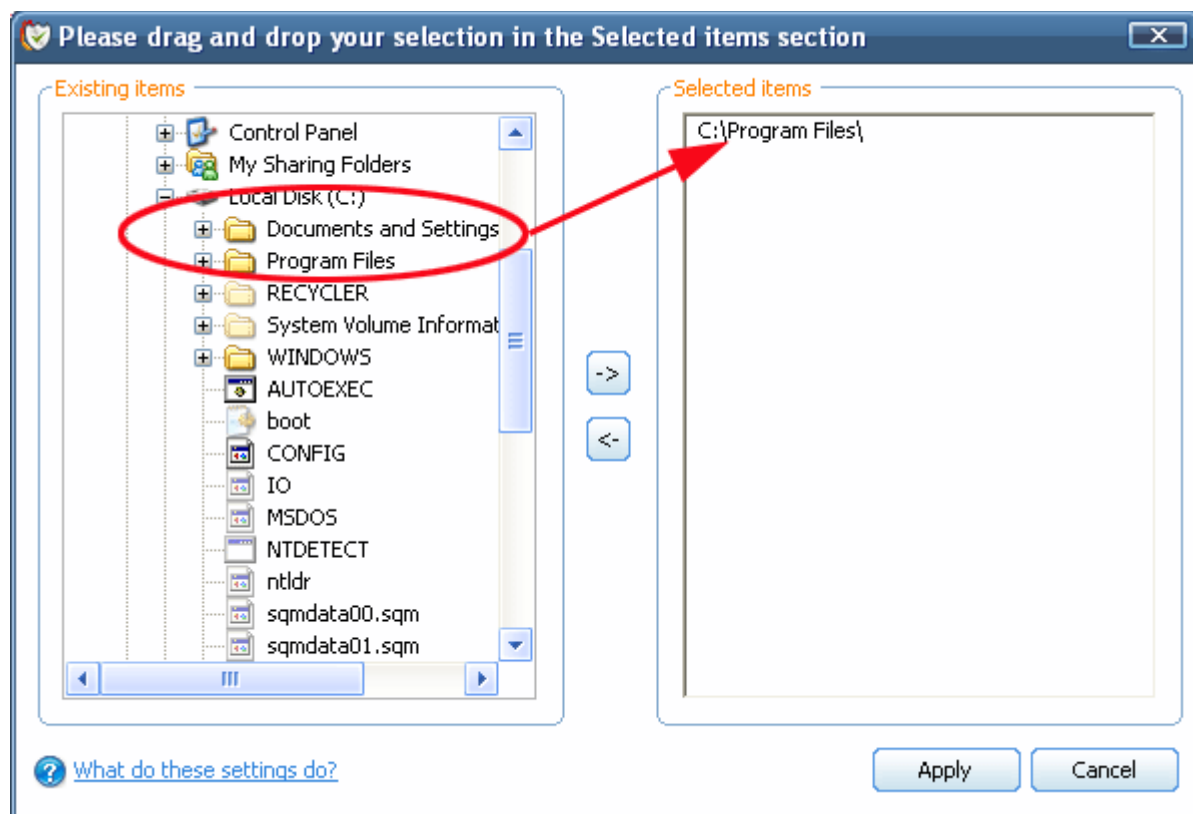 Please drag and drop your selection in the Selected items section
Existing items
Control Panel
My Sharing Folders
Local Disk (C:)
Documents and Settings
Program Files
RECYCLER
System Volume Informat
WINDOWS
AUTOEXEC
boot
CONFIG
IO
MSDOS
NTDETECT
ntldr
sqmdata00.sqm
sqmdata01.sqm
->
<-
Selected items
C:\Program Files\
What do these settings do?
Apply
Cancel